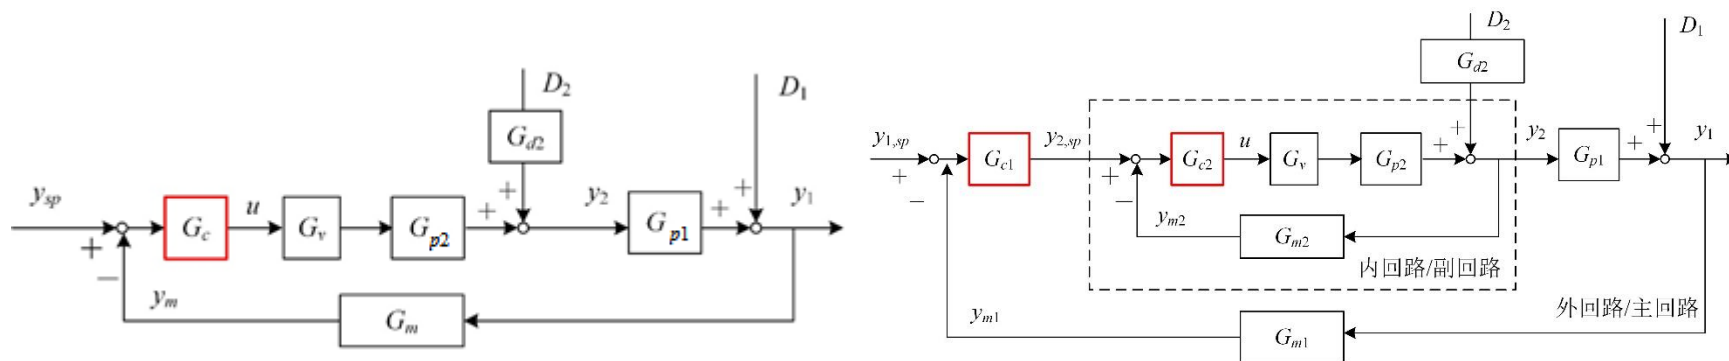 D2
D1
Gd2
ysp
+
−
Gc
u
Gv
Gp2
+
+
y2
Gp1
+
+
y1
ym
Gm
D2
D1
Gd2
y1,sp
+
−
Gc1
y2,sp
+
−
Gc2
u
Gv
Gp2
+
+
y2
Gp1
+
+
y1
ym2
Gm2
内回路/副回路
外回路/主回路
ym1
Gm1